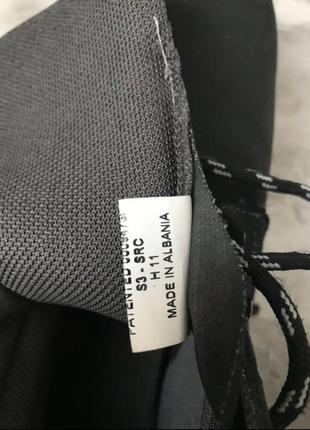 PATENTED
S3 - SRC
H 11
MADE IN ALBANIA